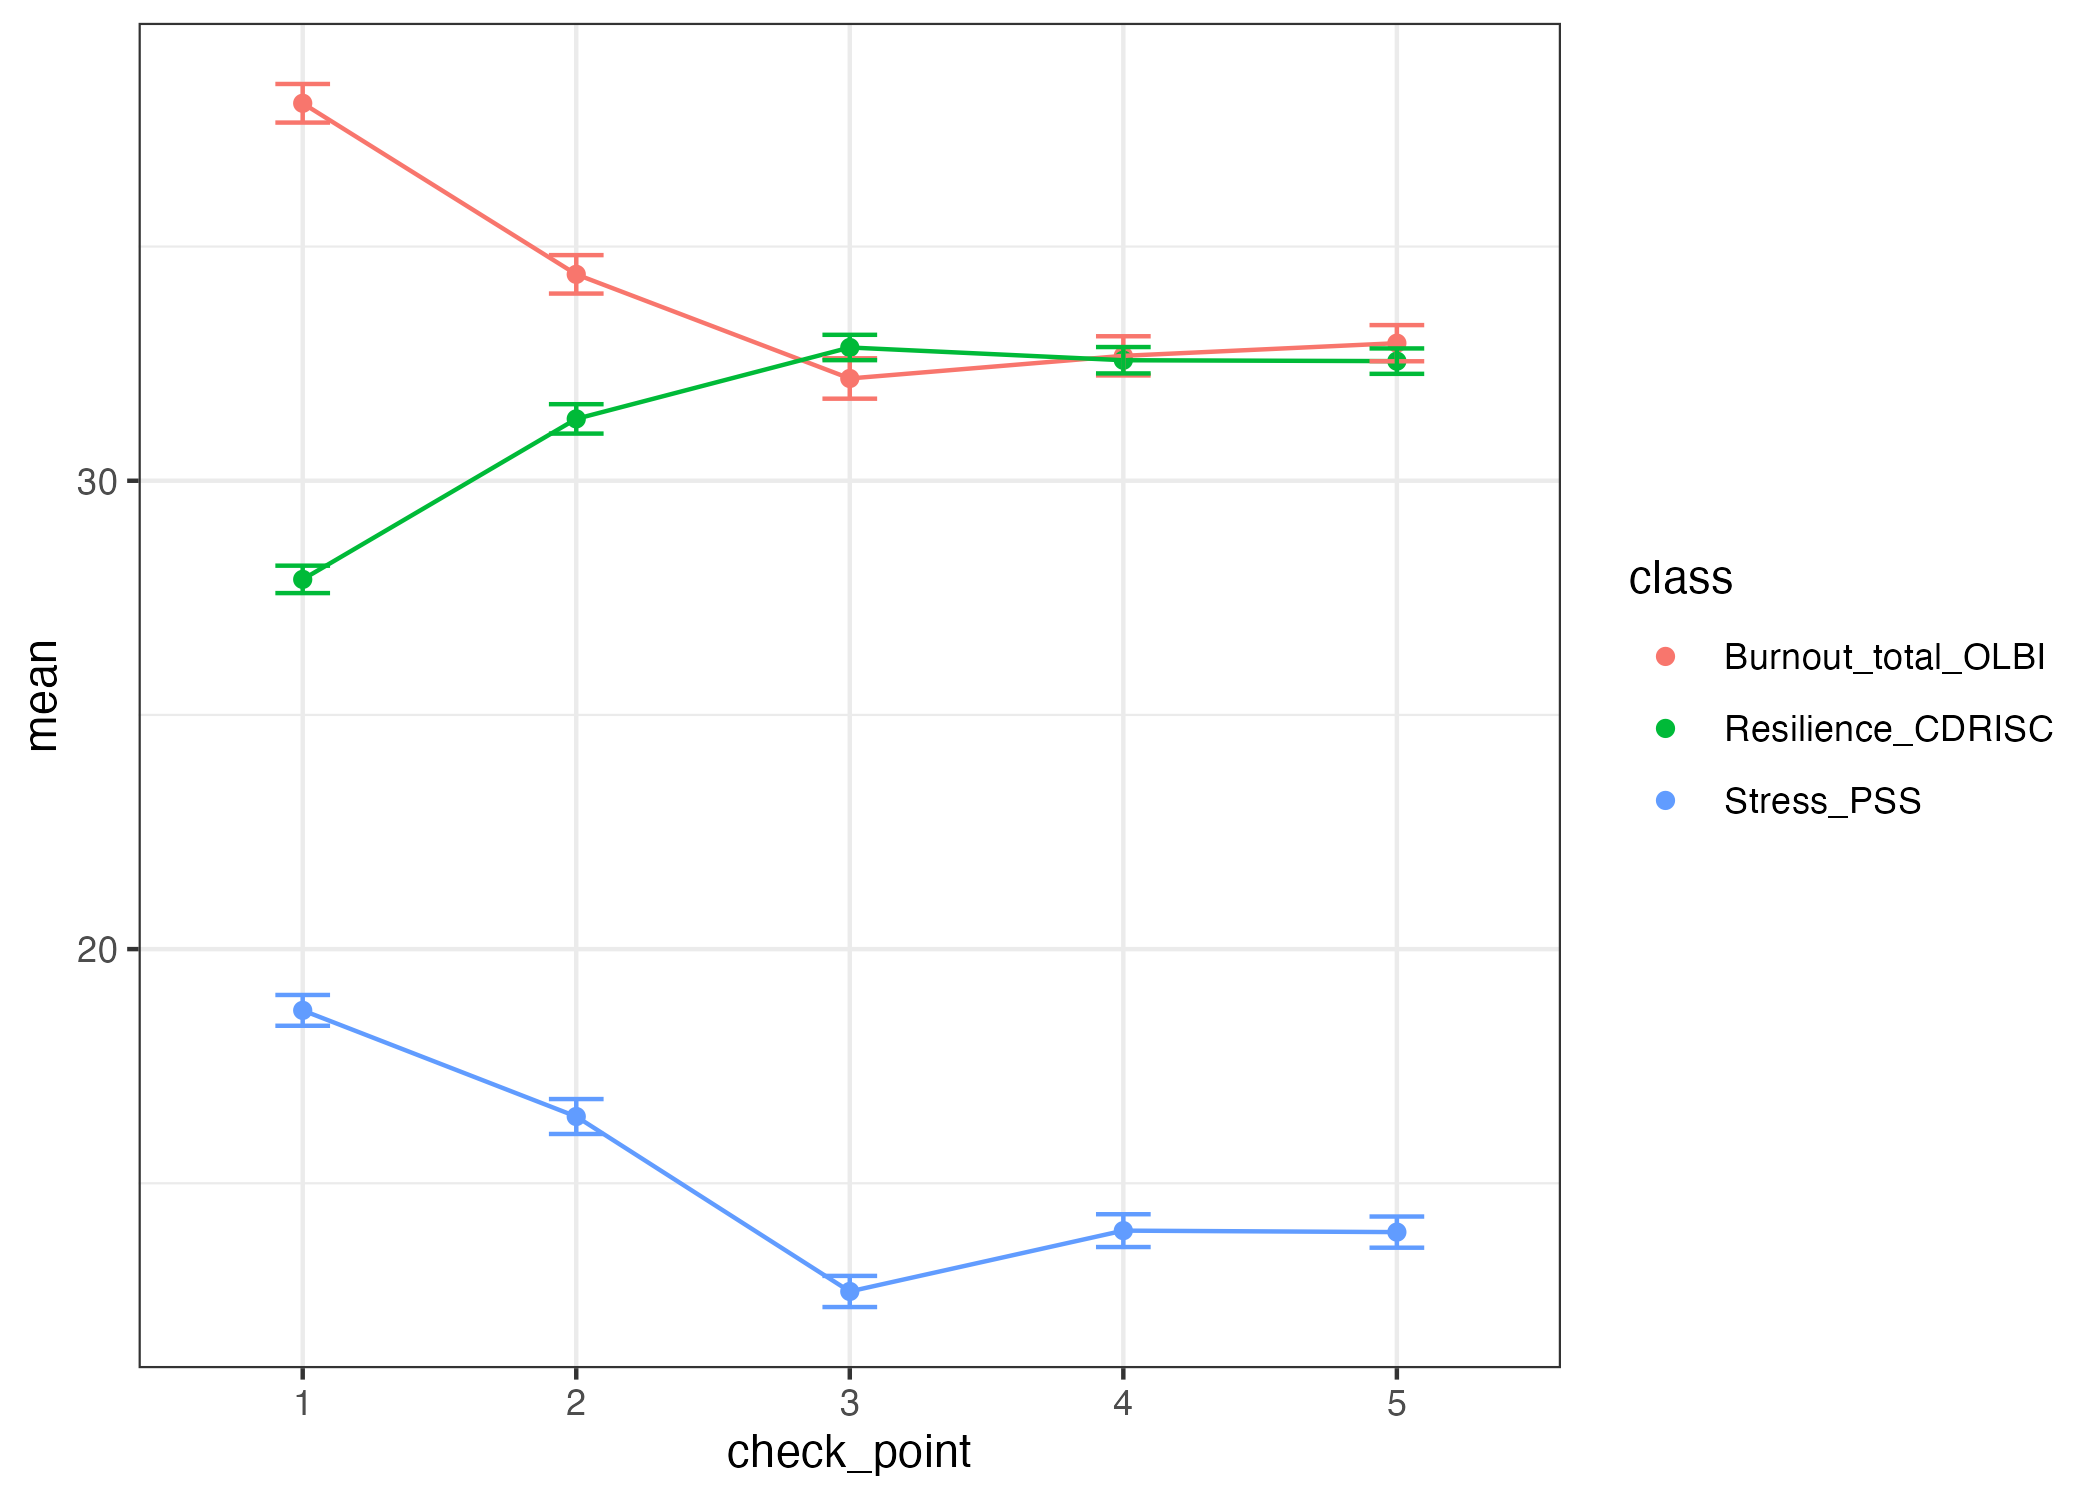 30
20
mean
1 2 3 4 5
check_point
class
Burnout_total_OLBI
Resilience_CDRISC
Stress_PSS